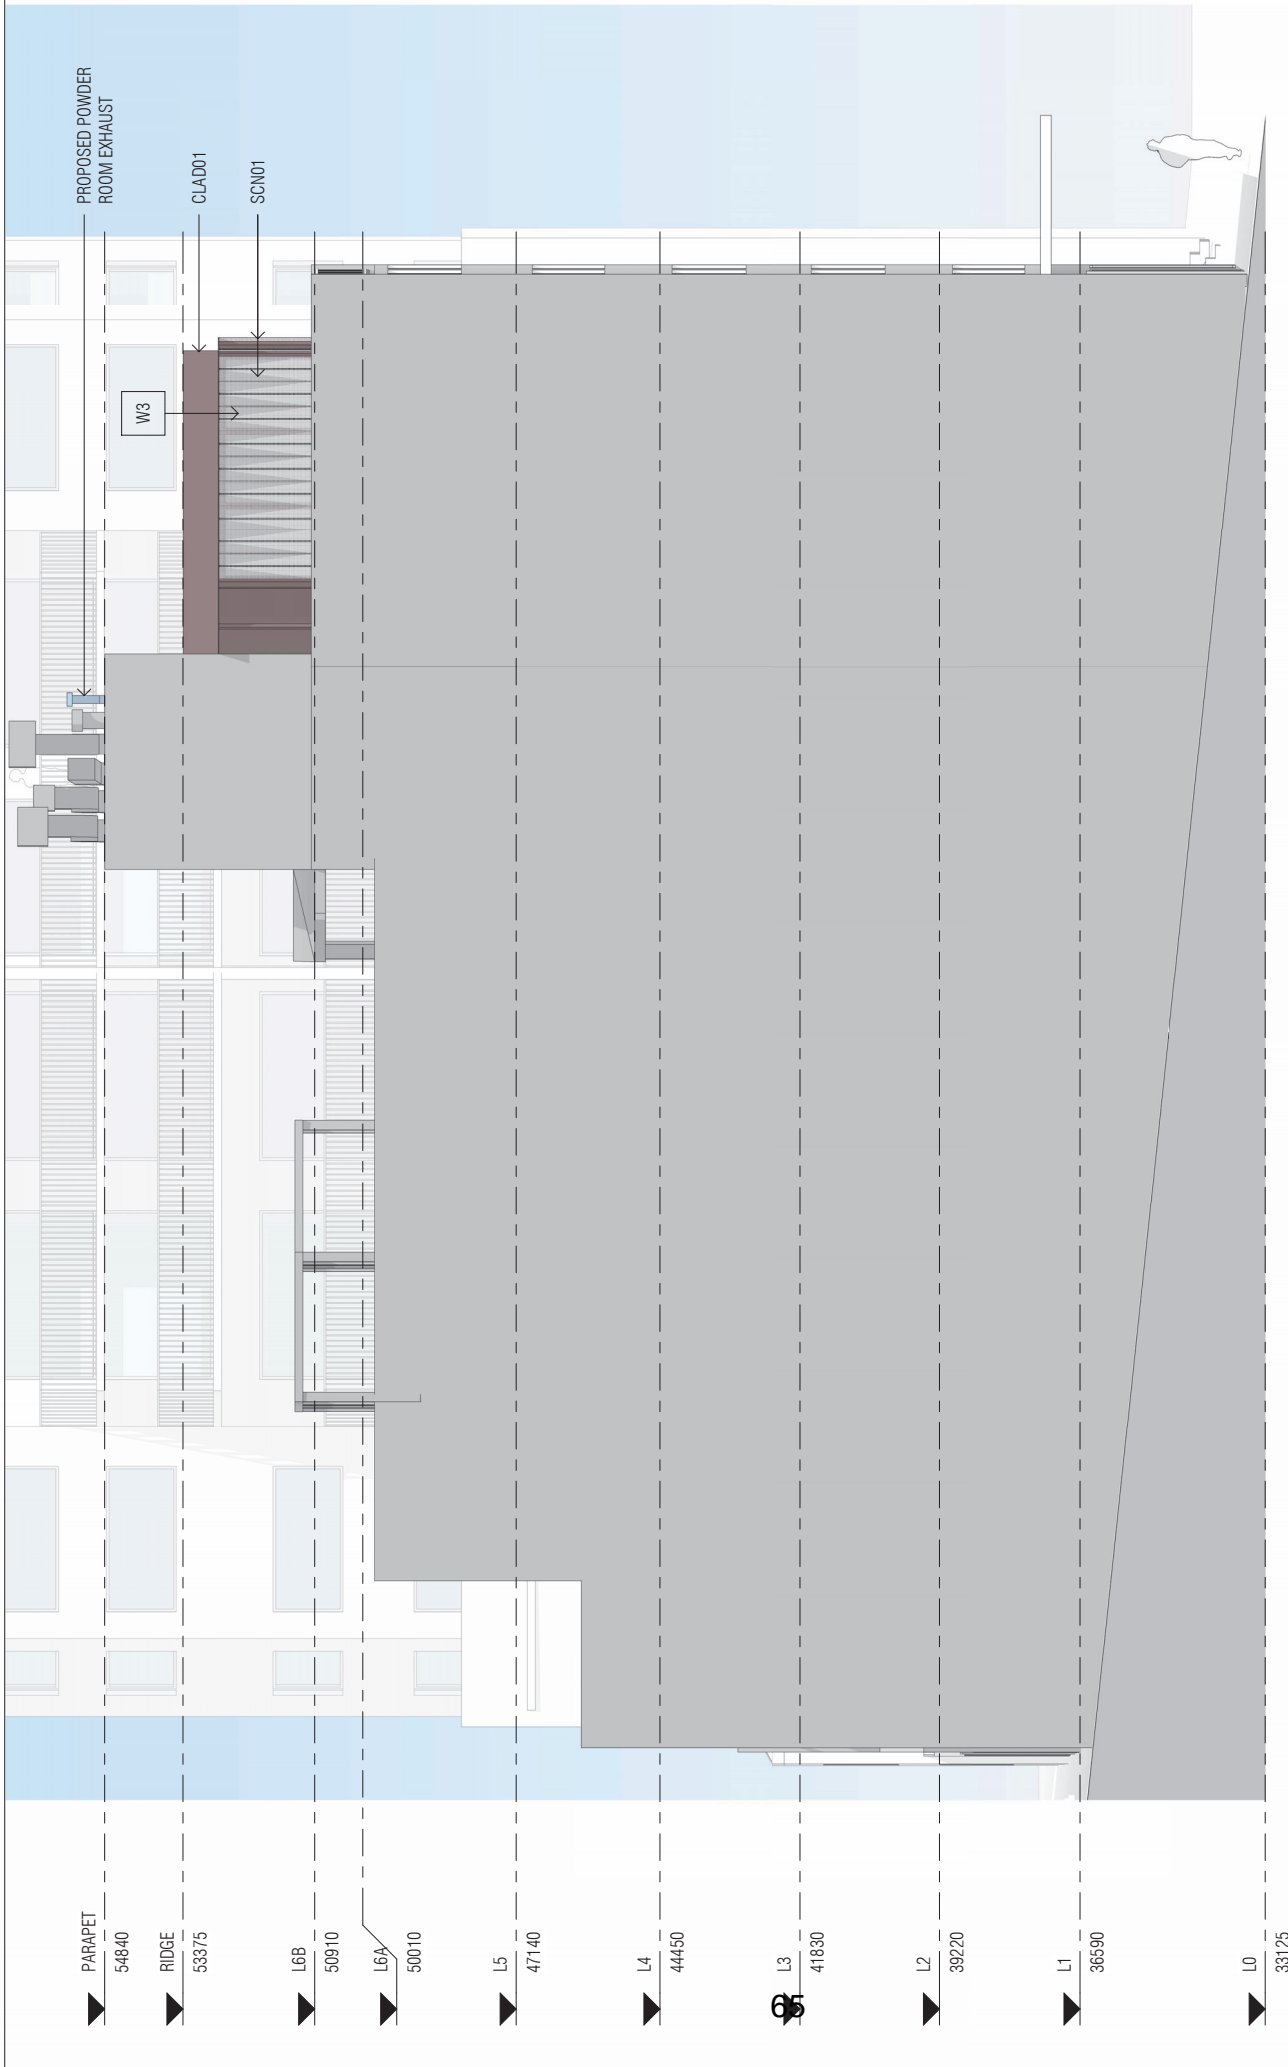 PROPOSED POWDER
ROOM EXHAUST
CLAD01
SCN01
W3
PARAPET
54840
RIDGE
53375
L6B
50910
L6A
50010
L5
47140
L4
44450
L3
41830
L2
39220
L1
36590
L0
33125
65